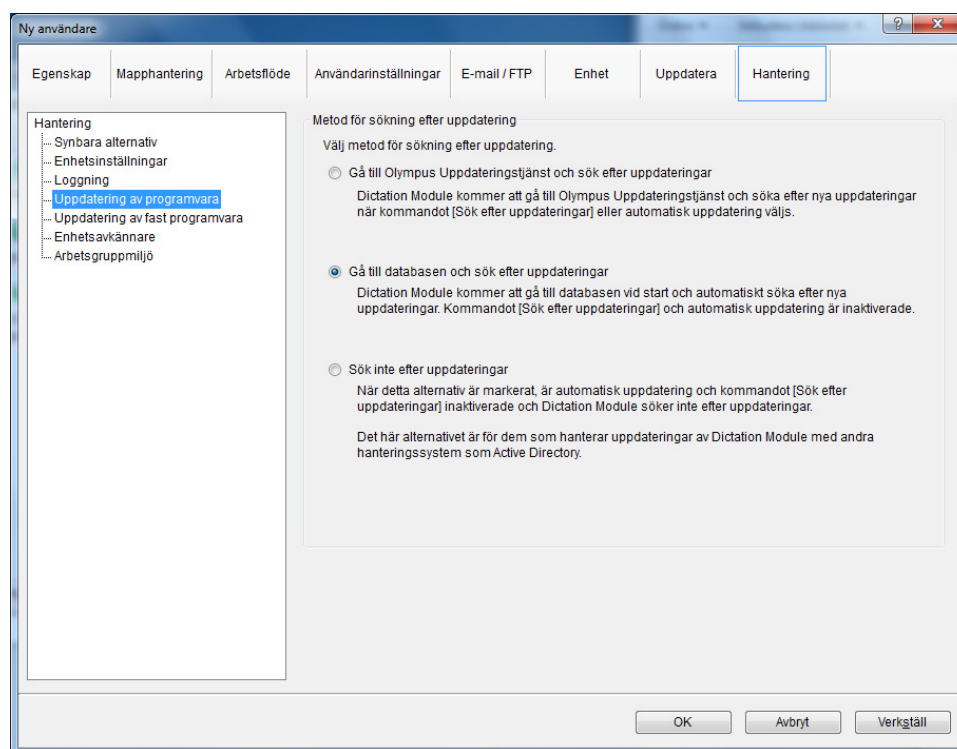 Ny användare
Egenskap
Mapphantering
Arbetsflöde
Användarinställningar
E-mail / FTP
Enhet
Uppdatera
Hantering
Hantering
Synbara alternativ
Enhetsinställningar
Loggning
Uppdatering av programvara
Uppdatering av fast programvara
Enhetsavkännare
Arbetsgruppmiljö
Metod för sökning efter uppdatering
Välj metod för sökning efter uppdatering.
Gå till Olympus Uppdateringstjänst och sök efter uppdateringar
Dictation Module kommer att gå till Olympus Uppdateringstjänst och söka efter nya uppdateringar
när kommandot [Sök efter uppdateringar] eller automatisk uppdatering väljs.
Gå till databasen och sök efter uppdateringar
Dictation Module kommer att gå till databasen vid start och automatiskt söka efter nya
uppdateringar. Kommandot [Sök efter uppdateringar] och automatisk uppdatering är inaktiverade.
Sök inte efter uppdateringar
När detta alternativ är markerat, är automatisk uppdatering och kommandot [Sök efter
uppdateringar] inaktiverade och Dictation Module söker inte efter uppdateringar.
Det här alternativet är för dem som hanterar uppdateringar av Dictation Module med andra
hanteringssystem som Active Directory.
OK
Avbryt
Verkställ